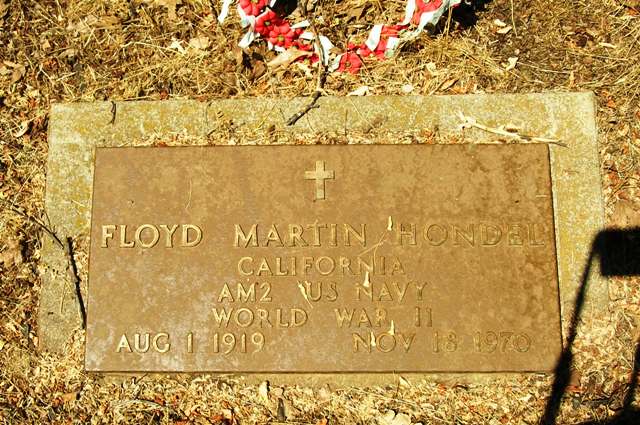 FLOYD MARTIN HONDEL
CALIFORNIA
AM2 US NAVY
WORLD WAR II
AUG 1 1919 NOV 18 1970